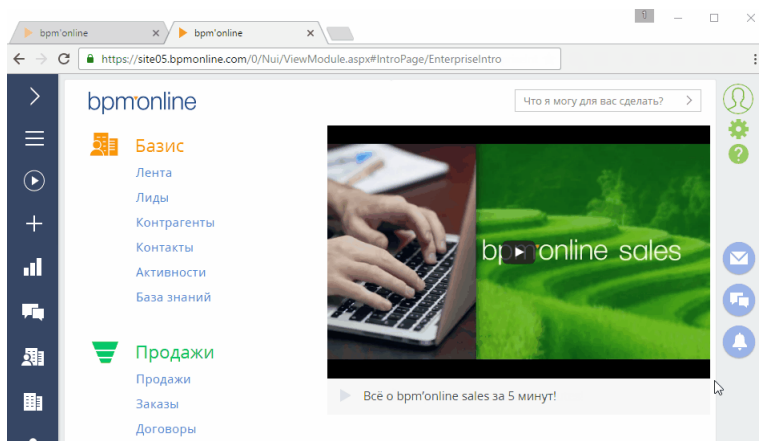 bpm'online
bpm'online
https://site05.bpmonline.com/0/Nui/ViewModule.aspx#IntroPage/EnterpriseIntro
bpm'online
Что я могу для вас сделать?
Базис
Лента
Лиды
Контрагенты
Контакты
Активности
База знаний
bpm'online sales
Продажи
Продажи
Заказы
Договоры
Всё о bpm'online sales за 5 минут!